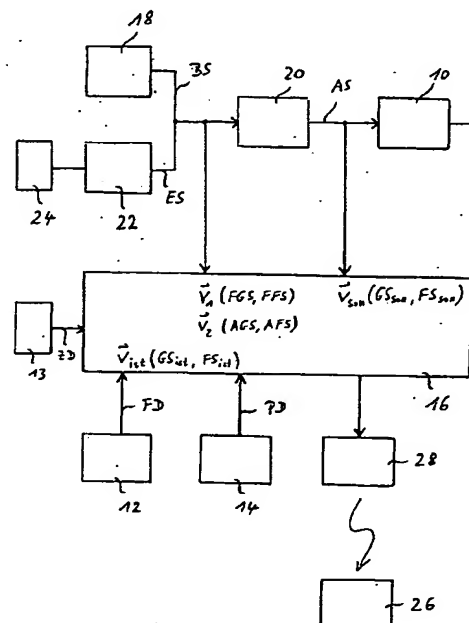 18
BS
20
AS
10
24
22
ES
V⃗₁ (FGS, FFS)
V⃗soll (GSsoll, FSsoll)
V⃗₂ (AGS, AFS)
13
ZD
V⃗ist (GSist, FSist)
16
FD
PD
12
14
28
26